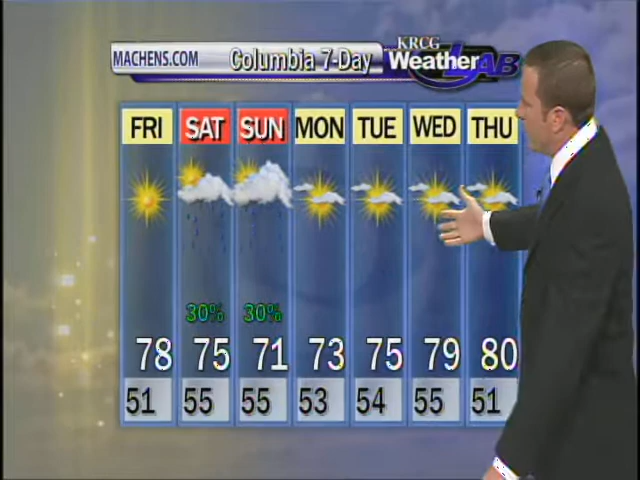 KRCG
MACHENS.COM Columbia 7-Day Weather LAB
FRI SAT SUN MON TUE WED THU
30% 30%
78 75 71 73 75 79 80
51 55 55 53 54 55 51